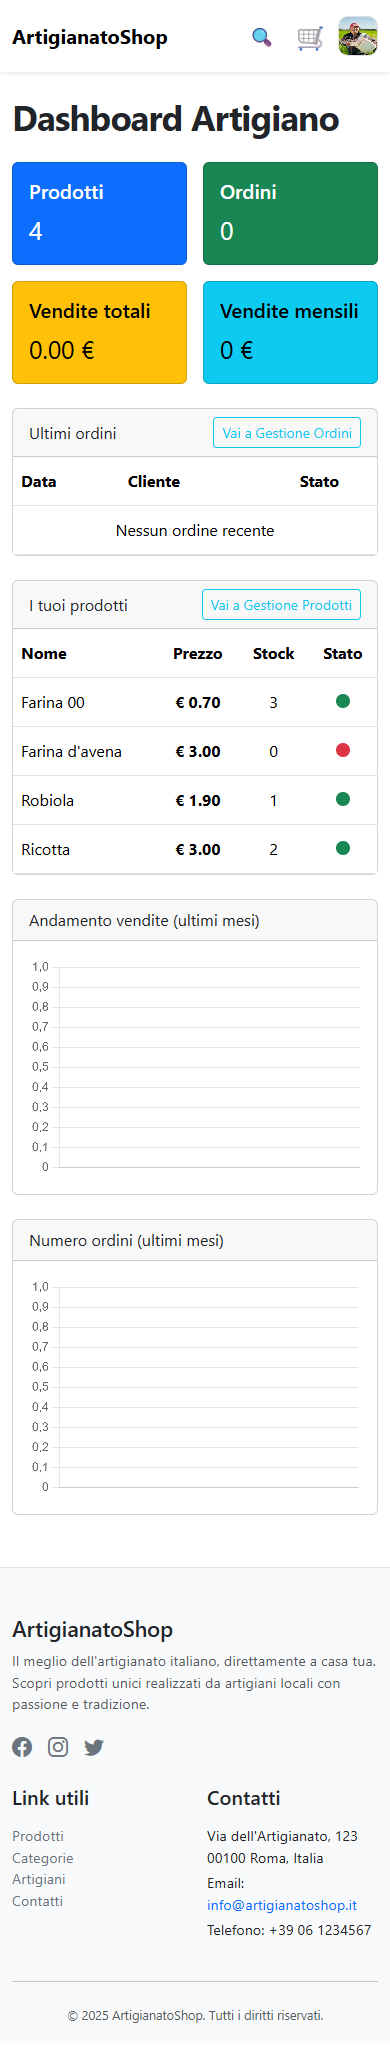 ArtigianatoShop
Dashboard Artigiano
Prodotti
4
Ordini
0
Vendite totali
0.00 €
Vendite mensili
0 €
Ultimi ordini
Vai a Gestione Ordini
Data Cliente Stato
Nessun ordine recente
I tuoi prodotti
Vai a Gestione Prodotti
Nome Prezzo Stock Stato
Farina 00 € 0.70 3
Farina d'avena € 3.00 0
Robiola € 1.90 1
Ricotta € 3.00 2
Andamento vendite (ultimi mesi)
1,0
0,9
0,8
0,7
0,6
0,5
0,4
0,3
0,2
0,1
0
Numero ordini (ultimi mesi)
1,0
0,9
0,8
0,7
0,6
0,5
0,4
0,3
0,2
0,1
0
ArtigianatoShop
Il meglio dell'artigianato italiano, direttamente a casa tua.
Scopri prodotti unici realizzati da artigiani locali con
passione e tradizione.
Link utili
Prodotti
Categorie
Artigiani
Contatti
Contatti
Via dell'Artigianato, 123
00100 Roma, Italia
Email:
info@artigianatoshop.it
Telefono: +39 06 1234567
© 2025 ArtigianatoShop. Tutti i diritti riservati.